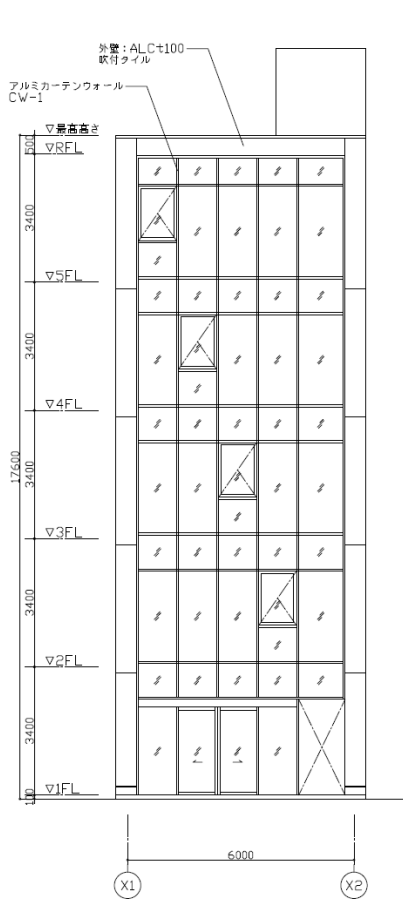 外壁：ALCt100
吹付タイル
アルミカーテンウォール
CW-1
▽最高高さ
500
▽RFL
3400
▽5FL
3400
▽4FL
17600
3400
▽3FL
3400
▽2FL
3400
▽1FL
100
6000
X1
X2